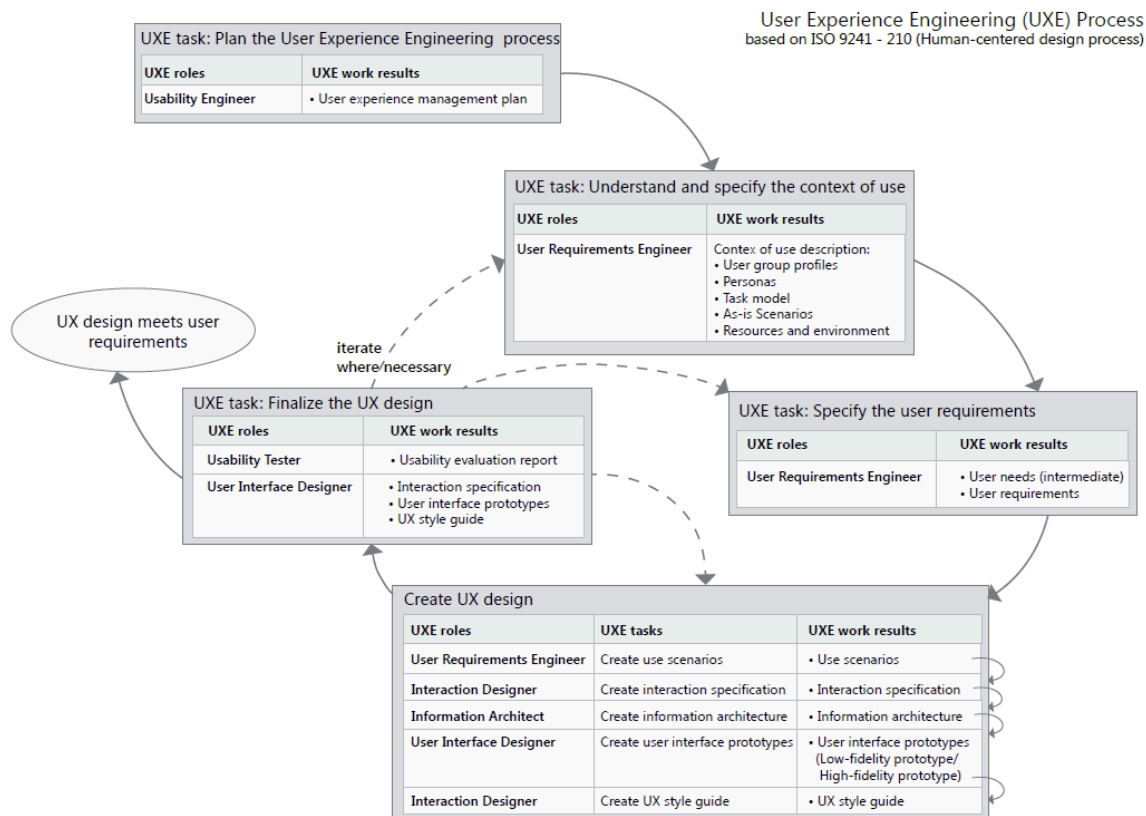 User Experience Engineering (UXE) Process
based on ISO 9241 - 210 (Human-centered design process)
UXE task: Plan the User Experience Engineering process
UXE roles UXE work results
Usability Engineer • User experience management plan
UXE task: Understand and specify the context of use
UXE roles UXE work results
User Requirements Engineer Contex of use description:
• User group profiles
• Personas
• Task model
• As-is Scenarios
• Resources and environment
UX design meets user
requirements
iterate
where necessary
UXE task: Specify the user requirements
UXE roles UXE work results
User Requirements Engineer • User needs (intermediate)
• User requirements
UXE task: Finalize the UX design
UXE roles UXE work results
Usability Tester • Usability evaluation report
User Interface Designer • Interaction specification
• User interface prototypes
• UX style guide
Create UX design
UXE roles UXE tasks UXE work results
User Requirements Engineer Create use scenarios • Use scenarios
Interaction Designer Create interaction specification • Interaction specification
Information Architect Create information architecture • Information architecture
User Interface Designer Create user interface prototypes • User interface prototypes
(Low-fidelity prototype/
High-fidelity prototype)
Interaction Designer Create UX style guide • UX style guide